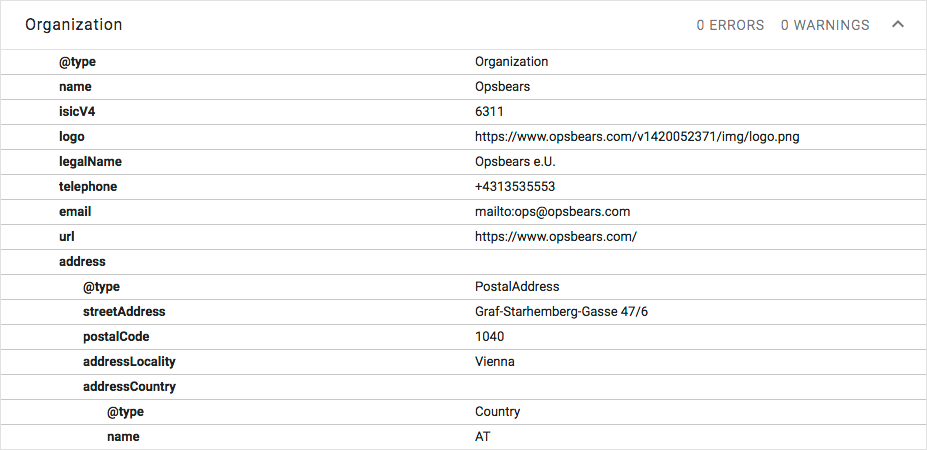 Organization 0 ERRORS 0 WARNINGS
@type Organization
name Opsbears
isicV4 6311
logo https://www.opsbears.com/v1420052371/img/logo.png
legalName Opsbears e.U.
telephone +4313535553
email mailto:ops@opsbears.com
url https://www.opsbears.com/
address
@type PostalAddress
streetAddress Graf-Starhemberg-Gasse 47/6
postalCode 1040
addressLocality Vienna
addressCountry
@type Country
name AT